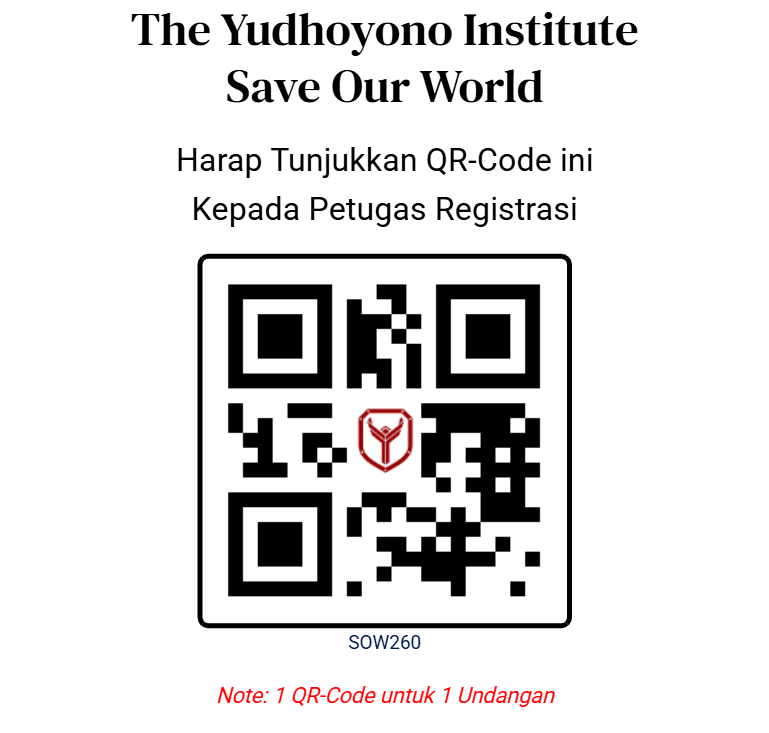 The Yudhoyono Institute
Save Our World
Harap Tunjukkan QR-Code ini
Kepada Petugas Registrasi
SOW260
Note: 1 QR-Code untuk 1 Undangan